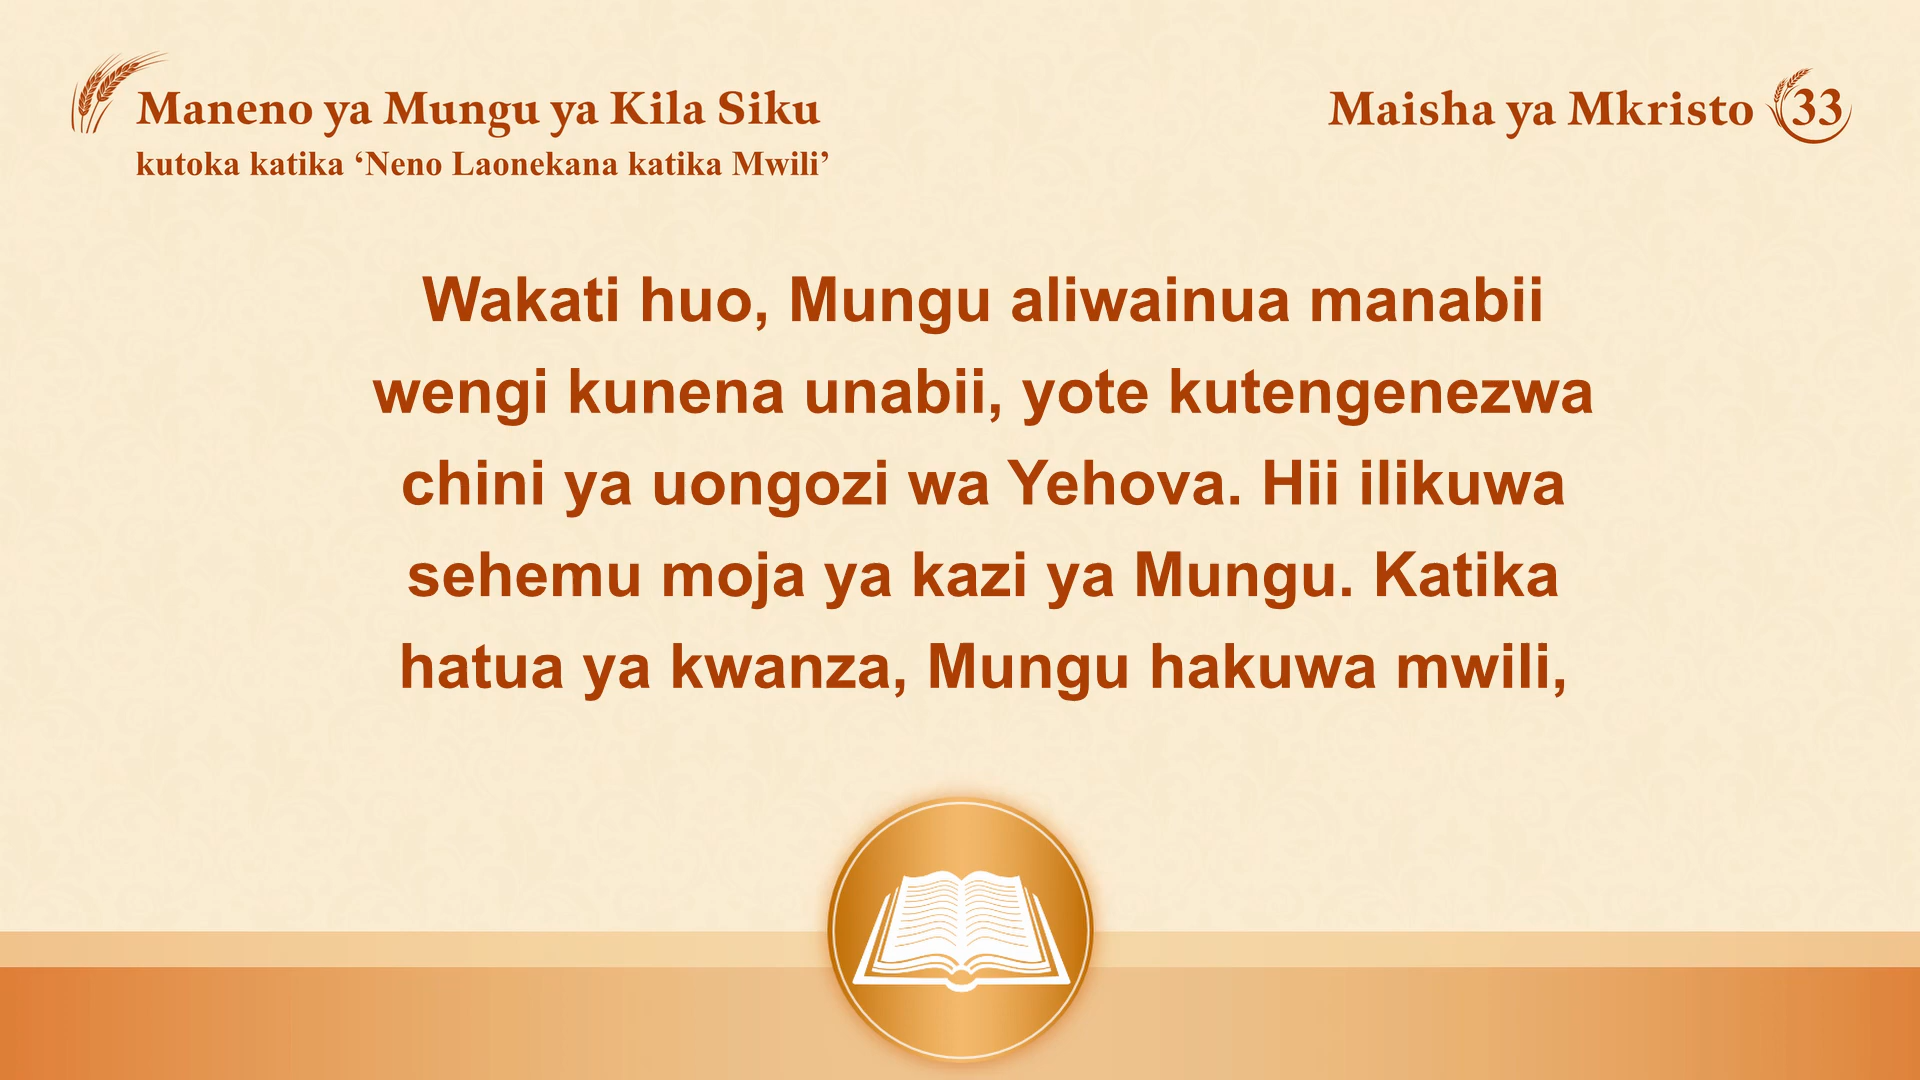 Maneno ya Mungu ya Kila Siku
kutoka katika ‘Neno Laonekana katika Mwili’
Maisha ya Mkristo 33
Wakati huo, Mungu aliwainua manabii
wengi kunena unabii, yote kutengenezwa
chini ya uongozi wa Yehova. Hii ilikuwa
sehemu moja ya kazi ya Mungu. Katika
hatua ya kwanza, Mungu hakuwa mwili,